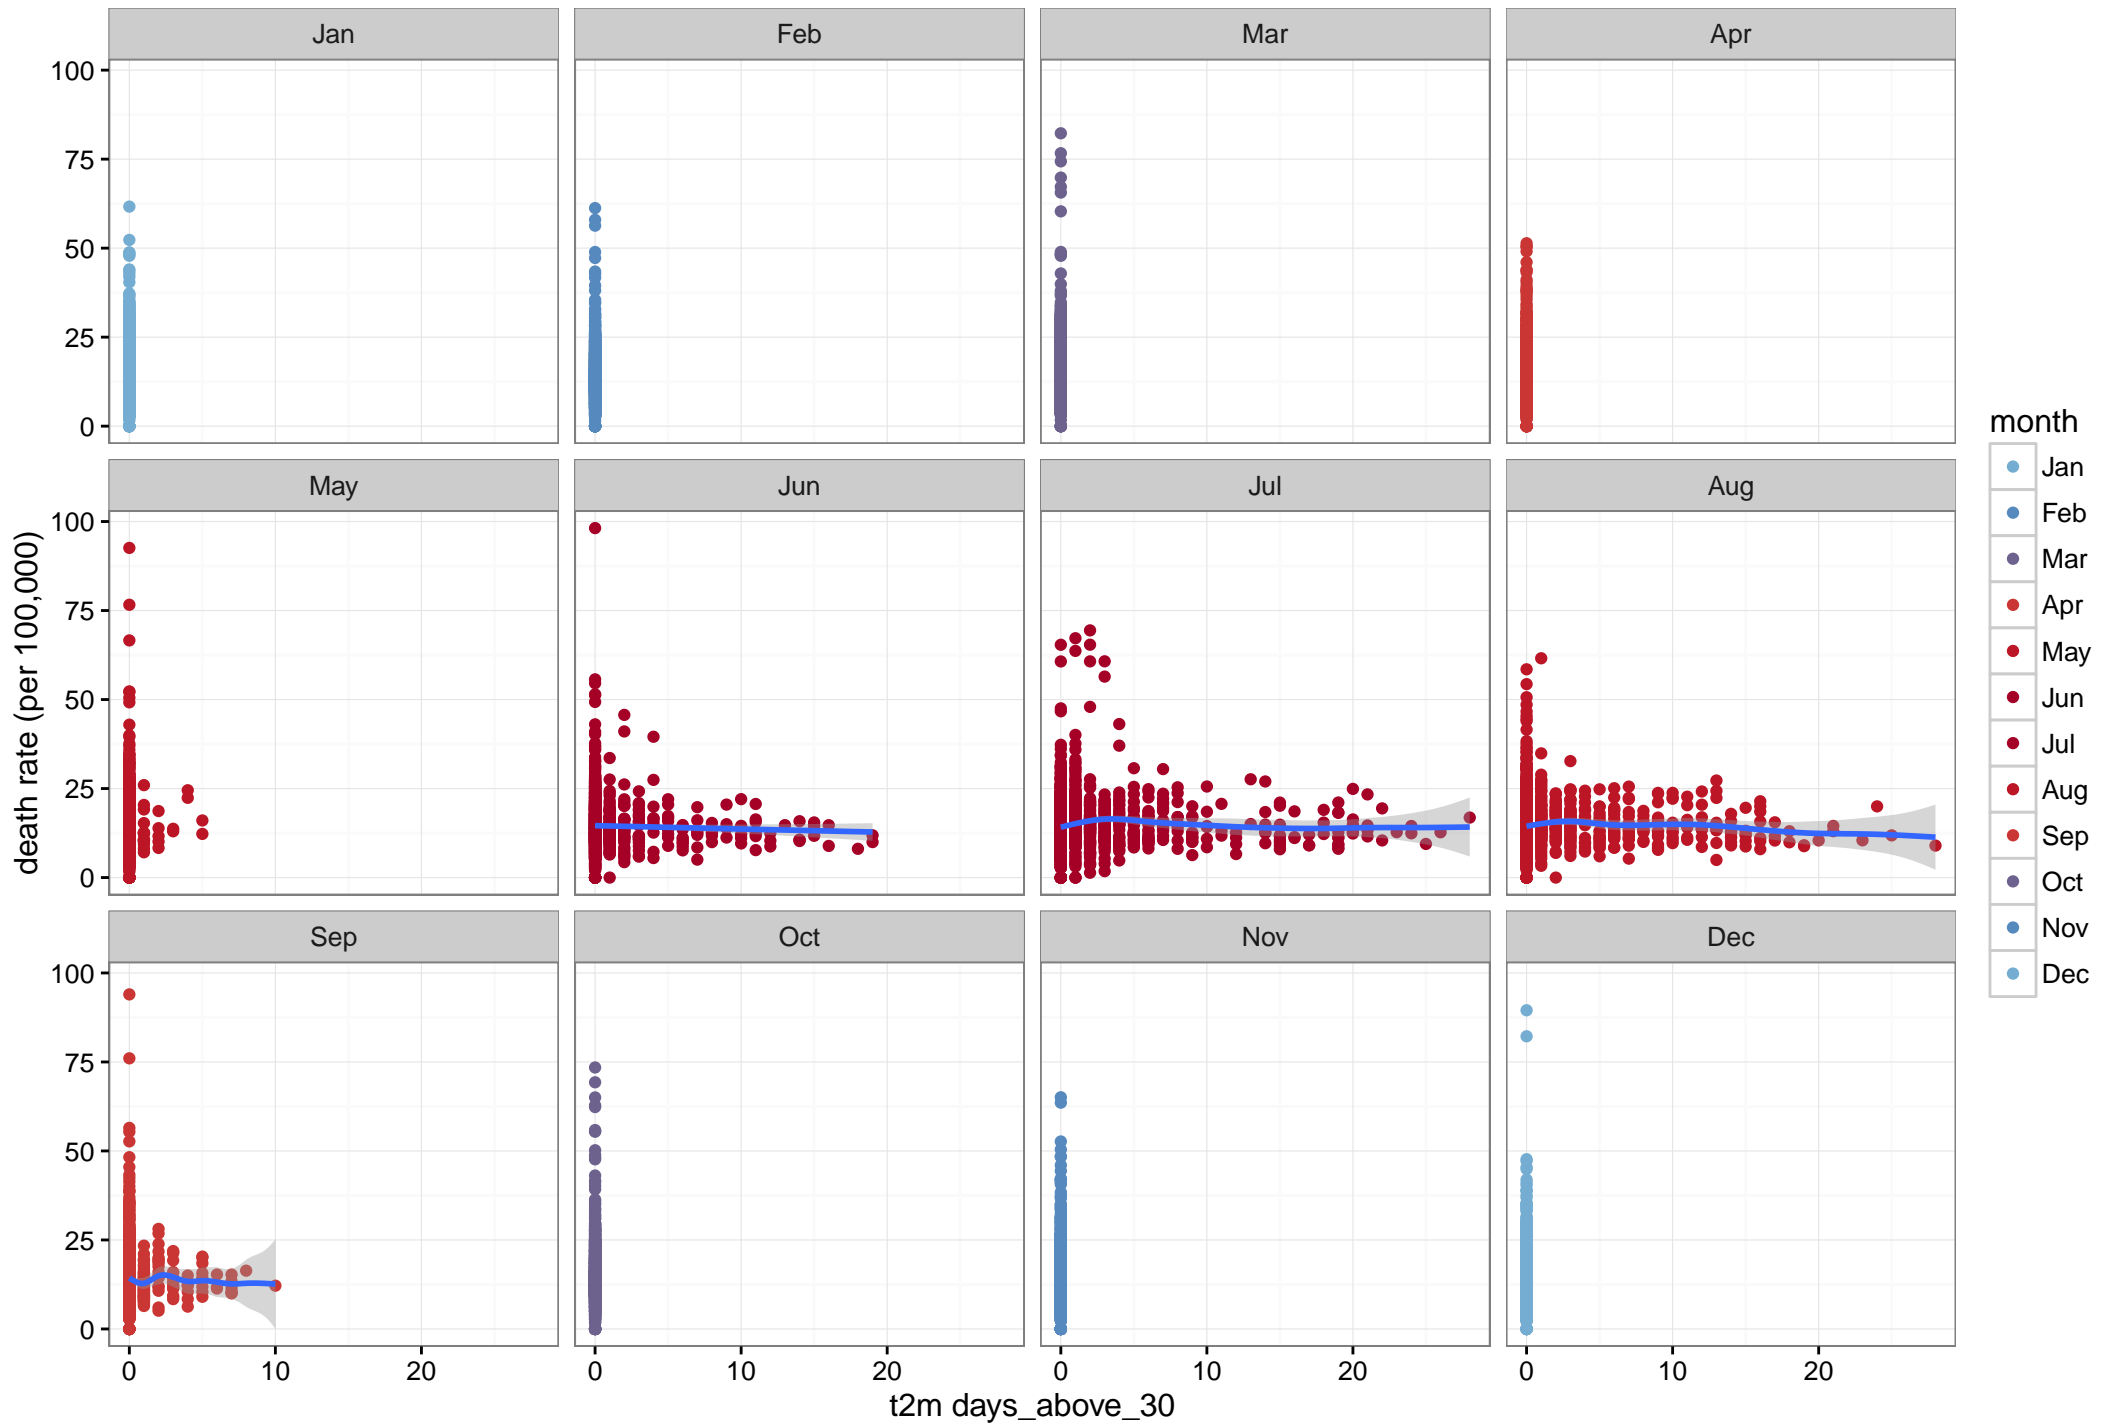 Jan Feb Mar Apr
100
75
50
25
0
May Jun Jul Aug
100
75
50
25
0
Sep Oct Nov Dec
100
75
50
25
0
0 10 20 0 10 20 0 10 20 0 10 20
t2m days_above_30
death rate (per 100,000)
month
Jan
Feb
Mar
Apr
May
Jun
Jul
Aug
Sep
Oct
Nov
Dec